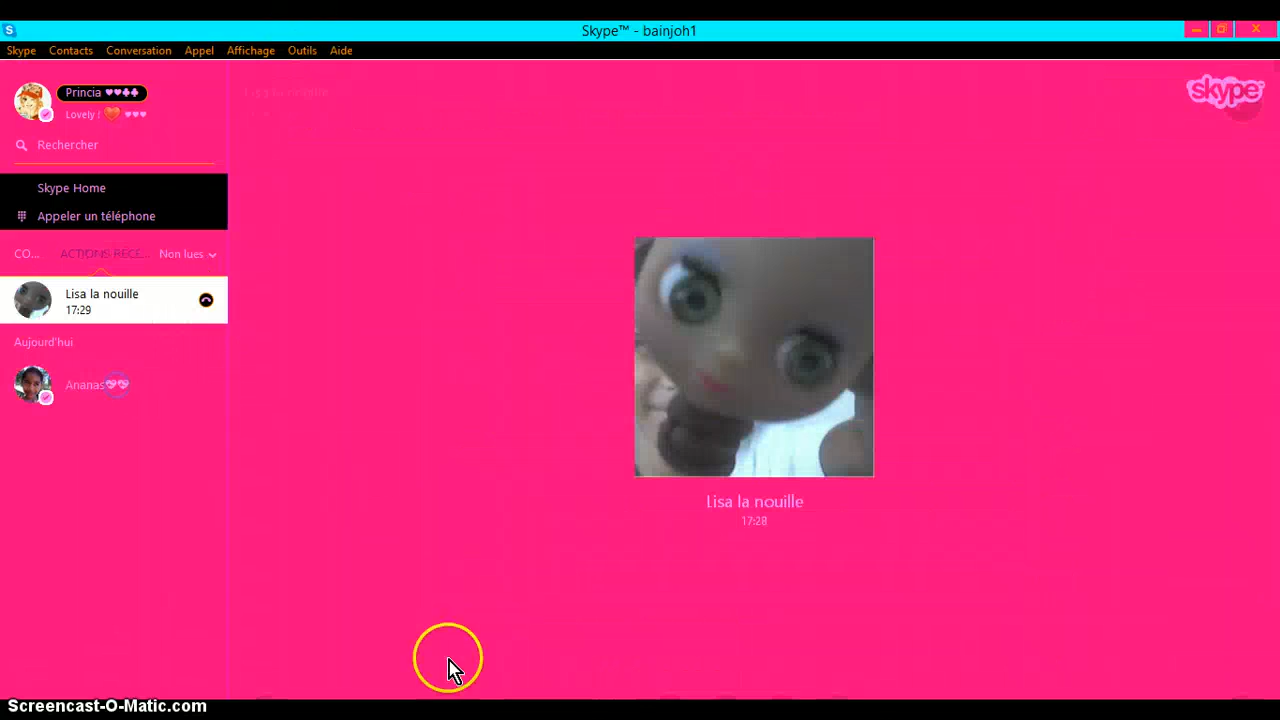 Skype™ - bainjoh1
Skype Contacts Conversation Appel Affichage Outils Aide
Princia ♥♥♣♣
Lovely ! ❤ ♥♥♥
Rechercher
Skype Home
Appeler un téléphone
CO... ACTIONS RÉCE... Non lues
Lisa la nouille
17:29
Aujourd'hui
Ananas💖💖
skype
Lisa la nouille
17:28
Screencast-O-Matic.com